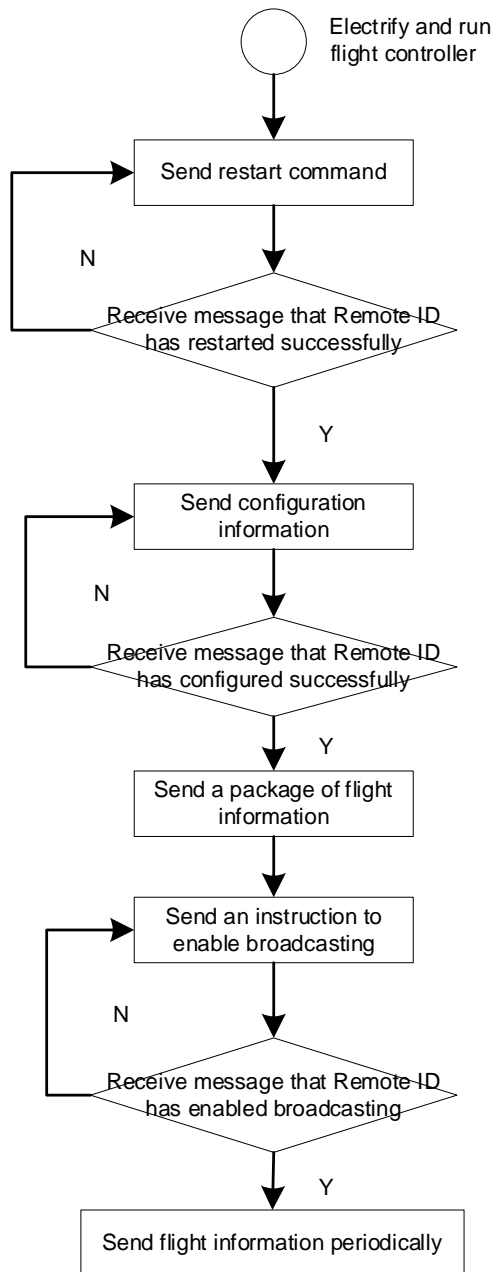 Electrify and run
flight controller
Send restart command
N
Receive message that Remote ID
has restarted successfully
Y
Send configuration
information
N
Receive message that Remote ID
has configured successfully
Y
Send a package of flight
information
Send an instruction to
enable broadcasting
N
Receive message that Remote ID
has enabled broadcasting
Y
Send flight information periodically